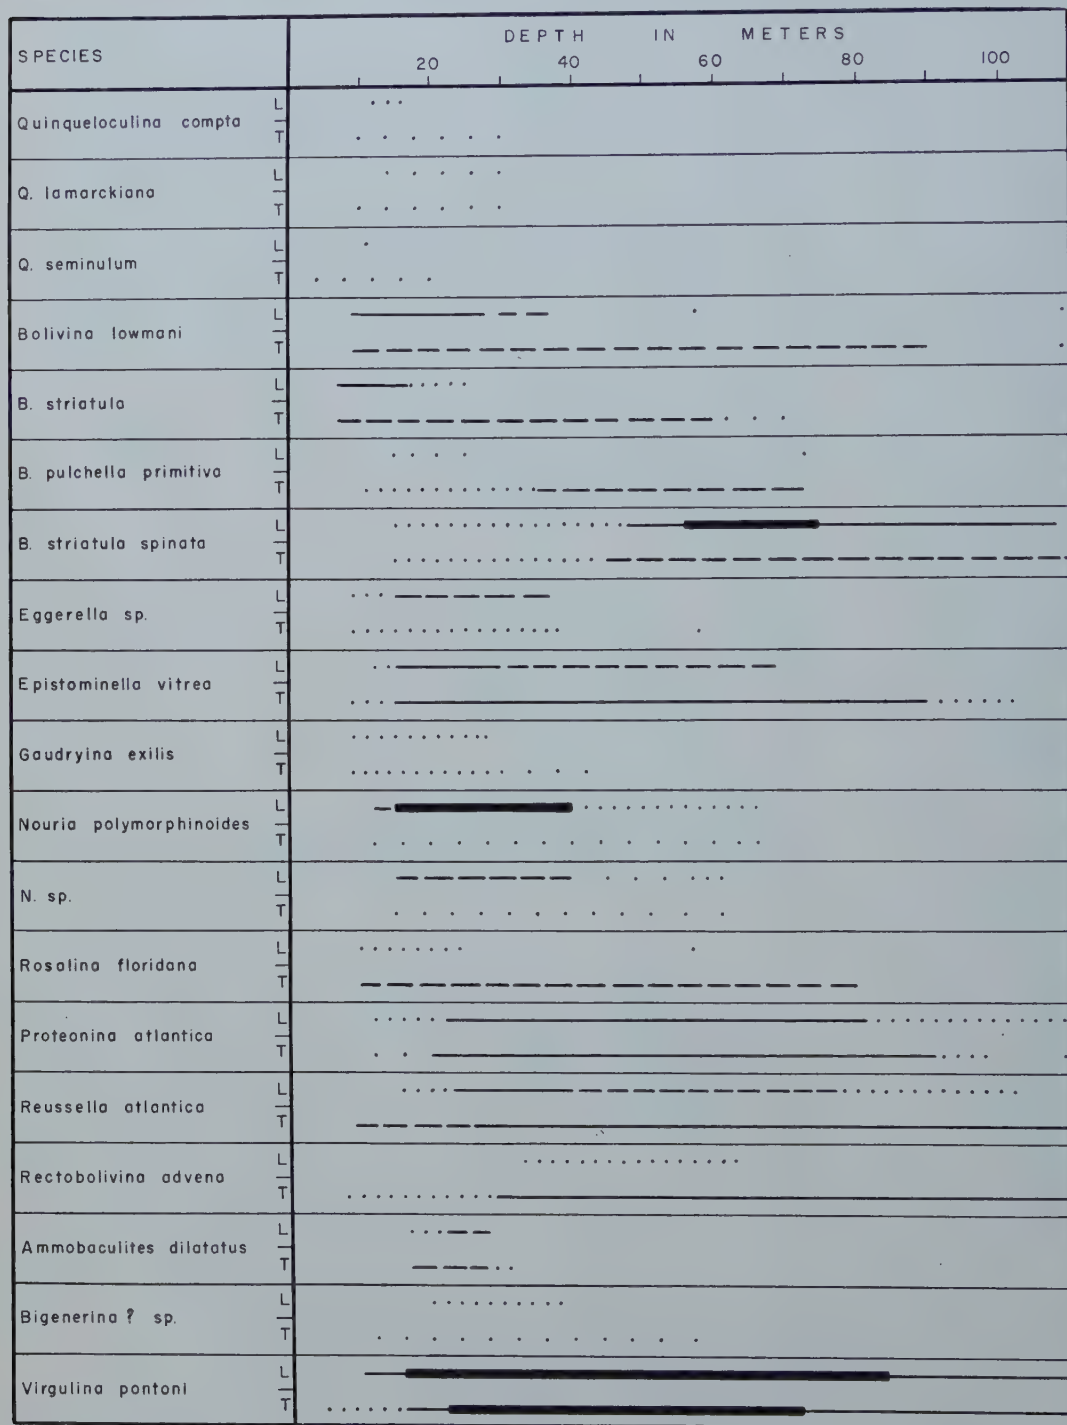 SPECIES
DEPTH IN METERS
20 40 60 80 100
Quinqueloculina compta L T
Q. lamarckiana L T
Q. seminulum L T
Bolivina lowmani L T
B. striatula L T
B. pulchella primitiva L T
B. striatula spinata L T
Eggerella sp. L T
Epistominella vitrea L T
Gaudryina exilis L T
Nouria polymorphinoides L T
N. sp. L T
Rosalina floridana L T
Proteonina atlantica L T
Reussella atlantica L T
Rectobolivina advena L T
Ammobaculites dilatatus L T
Bigenerina ? sp. L T
Virgulina pontoni L T